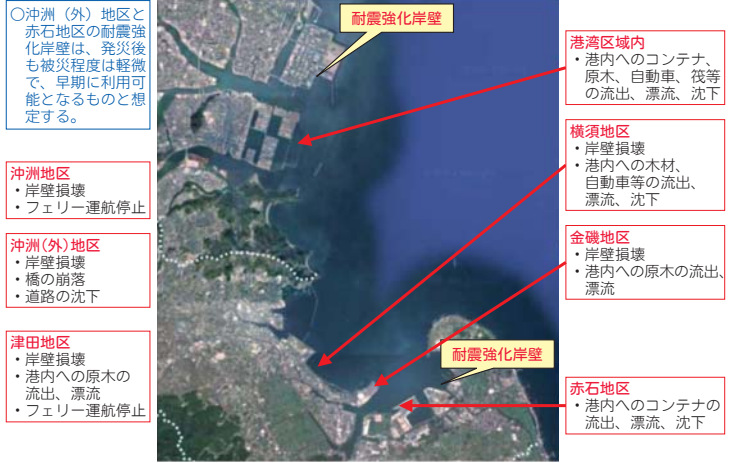 ○沖洲（外）地区と
赤石地区の耐震強
化岸壁は、発災後
も被災程度は軽微
で、早期に利用可
能となるものと想
定する。
沖洲地区
・岸壁損壊
・フェリー運航停止
沖洲（外）地区
・岸壁損壊
・橋の崩落
・道路の沈下
津田地区
・岸壁損壊
・港内への原木の
流出、漂流
・フェリー運航停止
耐震強化岸壁
耐震強化岸壁
港湾区域内
・港内へのコンテナ、
原木、自動車、筏等
の流出、漂流、沈下
横須地区
・岸壁損壊
・港内への木材、
自動車等の流出、
漂流、沈下
金磯地区
・岸壁損壊
・港内への原木の流出、
漂流
赤石地区
・港内へのコンテナの
流出、漂流、沈下